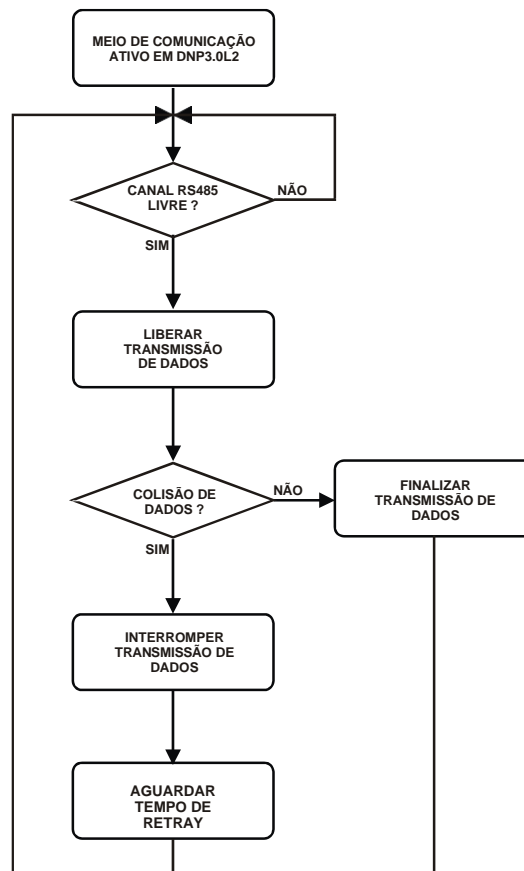 MEIO DE COMUNICAÇÃO
ATIVO EM DNP3.0L2
CANAL RS485
LIVRE ?
NÃO
SIM
LIBERAR
TRANSMISSÃO
DE DADOS
COLISÃO DE
DADOS ?
NÃO
SIM
FINALIZAR
TRANSMISSÃO DE
DADOS
INTERROMPER
TRANSMISSÃO DE
DADOS
AGUARDAR
TEMPO DE
RETRAY